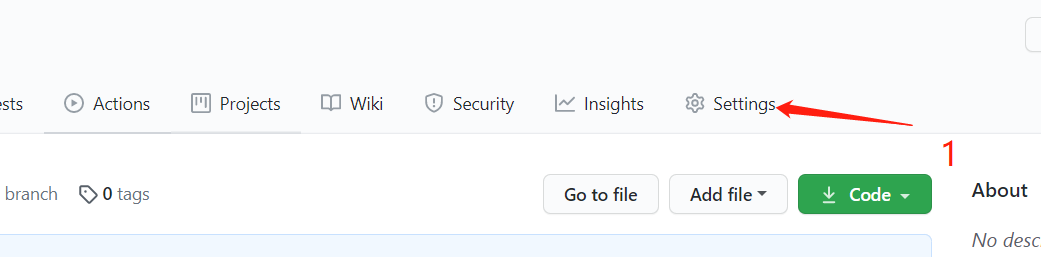 ests Actions Projects Wiki Security Insights Settings
1
branch 0 tags Go to file Add file Code About
No desc